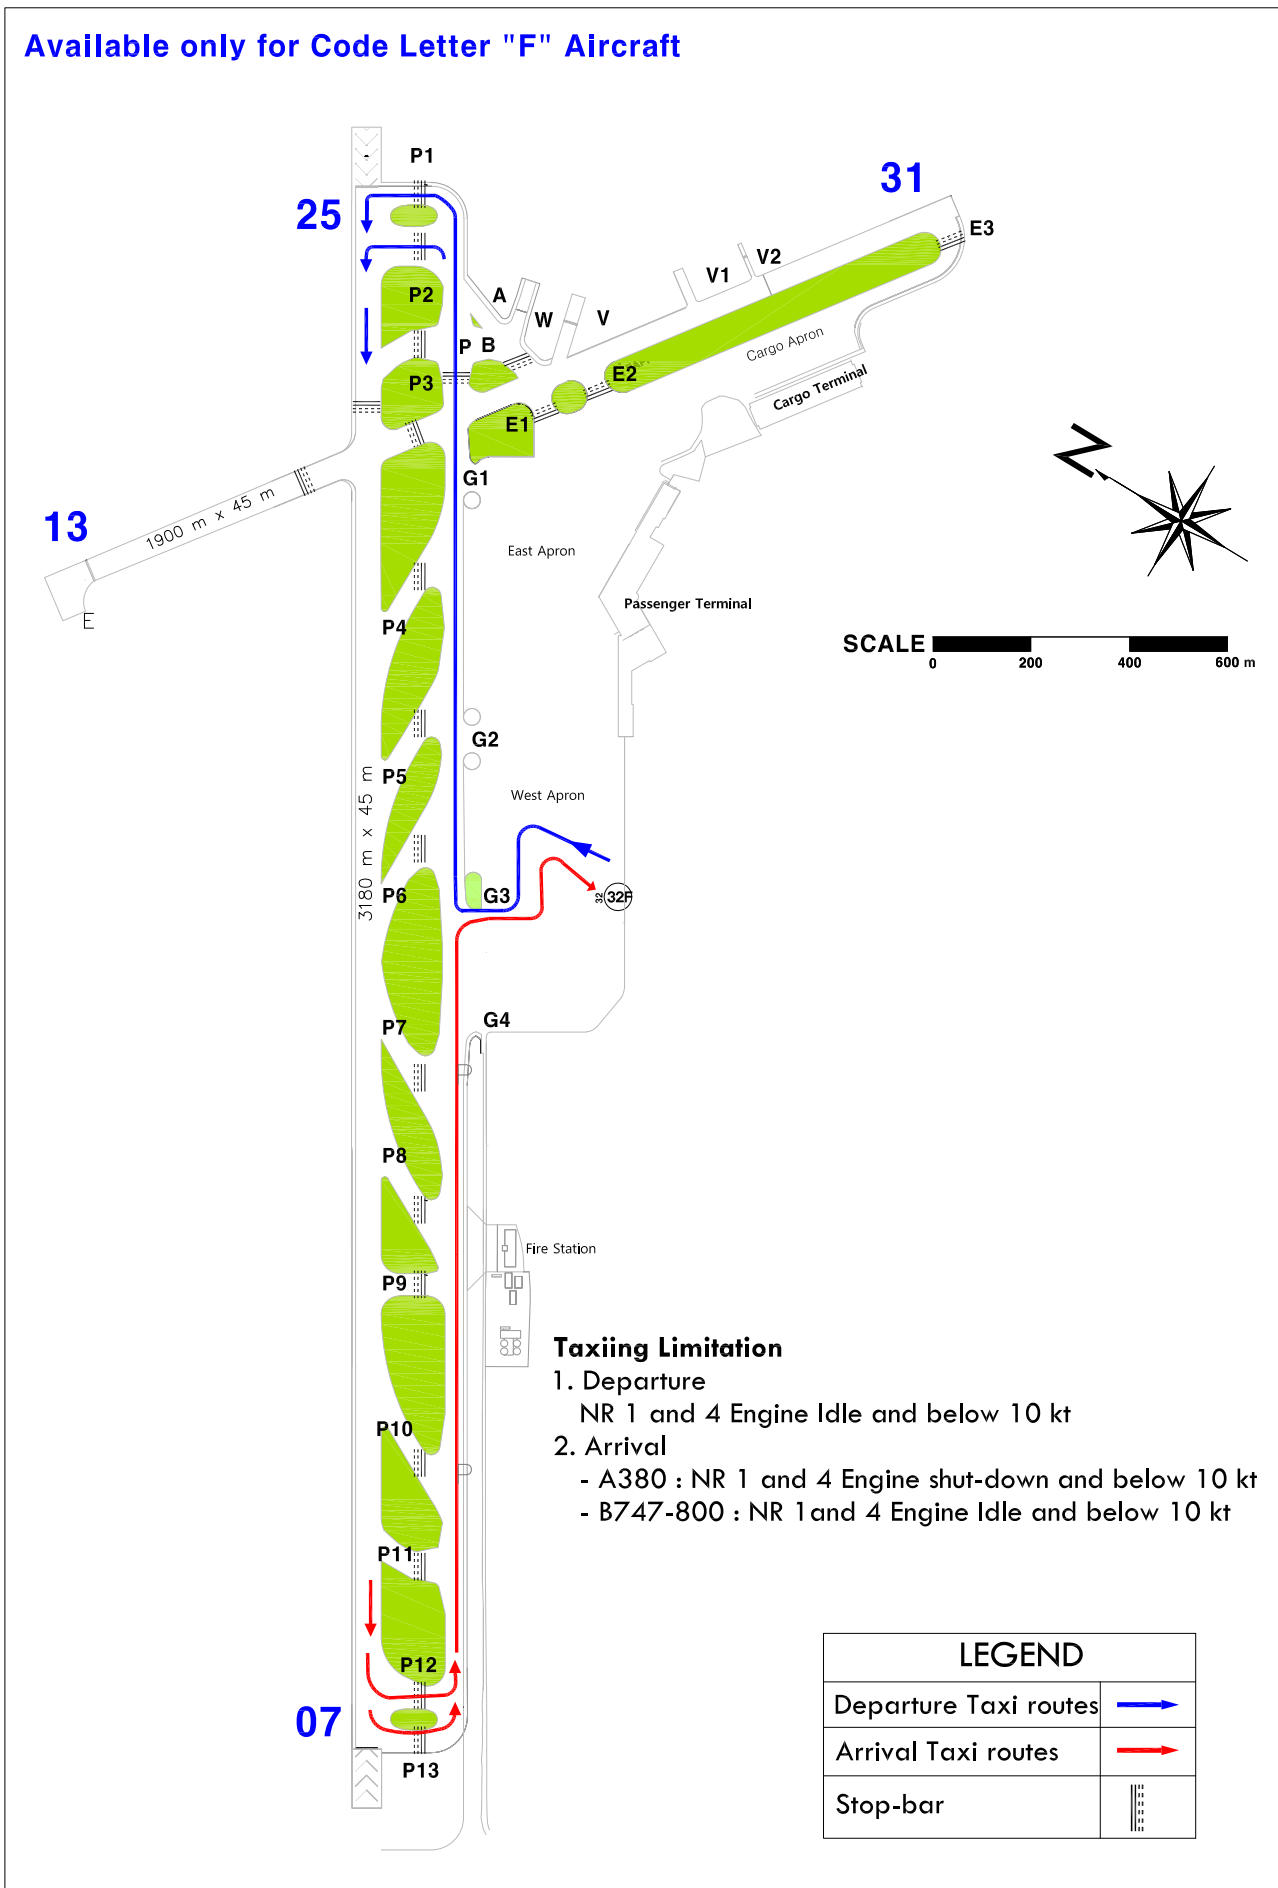 Available only for Code Letter "F" Aircraft
P1
31
25
E3
V2
V1
P2
A
W
V
P
B
Cargo Apron
P3
E2
Cargo Terminal
E1
G1
1900 m x 45 m
13
East Apron
E
Passenger Terminal
P4
SCALE
0
200
400
600 m
G2
P5
3180 m x 45 m
West Apron
P6
G3
32
32F
P7
G4
P8
Fire Station
P9
Taxiing Limitation
1. Departure
NR 1 and 4 Engine Idle and below 10 kt
2. Arrival
- A380 : NR 1 and 4 Engine shut-down and below 10 kt
- B747-800 : NR 1and 4 Engine Idle and below 10 kt
P10
P11
P12
07
P13
LEGEND
Departure Taxi routes
Arrival Taxi routes
Stop-bar